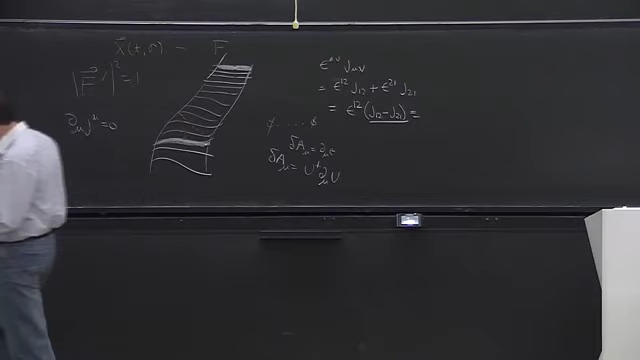 X⃗(t, σ) — F
|F⃗'|² = 1
∂_μ J^μ = 0
ε^{μν} J_{μν}
= ε^{12} J_{12} + ε^{21} J_{21}
= ε^{12} (J_{12} - J_{21}) =
δA_μ = ∂_μ ε
δA_μ = U^+ ∂_μ U